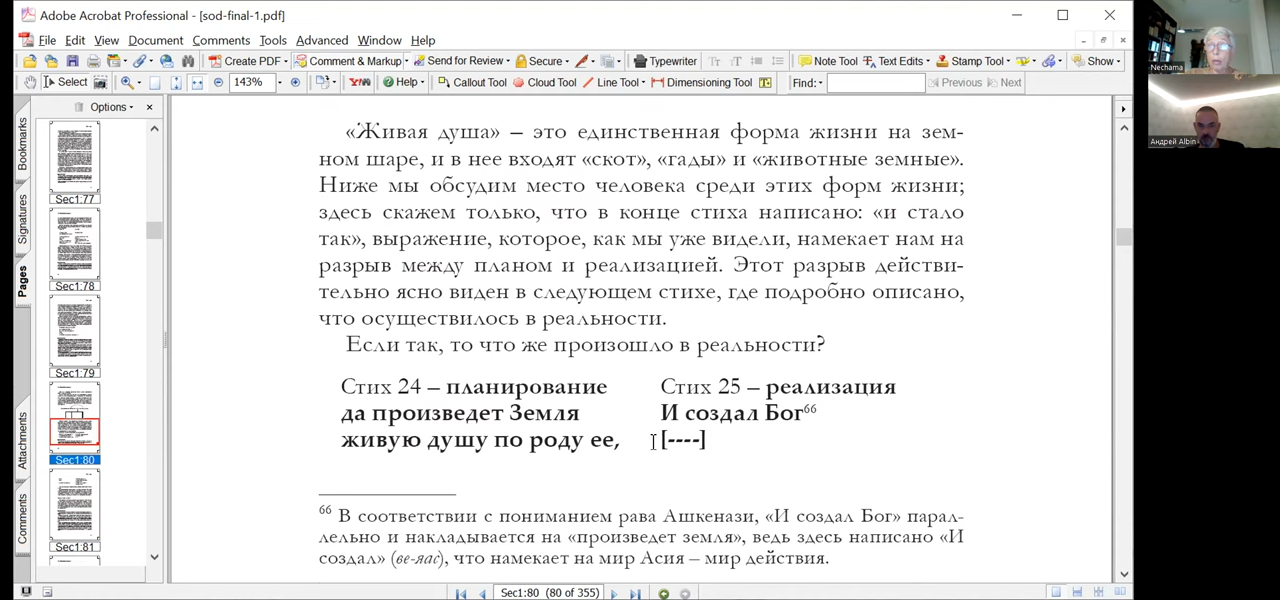 Adobe Acrobat Professional - [sod-final-1.pdf]
File Edit View Document Comments Tools Advanced Window Help
Create PDF Comment & Markup Send for Review Secure Typewriter Note Tool Text Edits Stamp Tool Show
Select 143% Help Callout Tool Cloud Tool Line Tool Dimensioning Tool Find: Previous Next
Options
Bookmarks
Signatures
Pages
Attachments
Comments
Sec1:77
Sec1:78
Sec1:79
Sec1:80
Sec1:81
«Живая душа» – это единственная форма жизни на зем-
ном шаре, и в нее входят «скот», «гады» и «животные земные».
Ниже мы обсудим место человека среди этих форм жизни;
здесь скажем только, что в конце стиха написано: «и стало
так», выражение, которое, как мы уже видели, намекает нам на
разрыв между планом и реализацией. Этот разрыв действи-
тельно ясно виден в следующем стихе, где подробно описано,
что осуществилось в реальности.
Если так, то что же произошло в реальности?
Стих 24 – планирование
да произведет Земля
живую душу по роду ее,
Стих 25 – реализация
И создал Бог66
[----]
66 В соответствии с пониманием рава Ашкенази, «И создал Бог» парал-
лельно и накладывается на «произведет земля», ведь здесь написано «И
создал» (ве-яас), что намекает на мир Асия – мир действия.
Sec1:80 (80 of 355)
Nechama
Андрей Albin